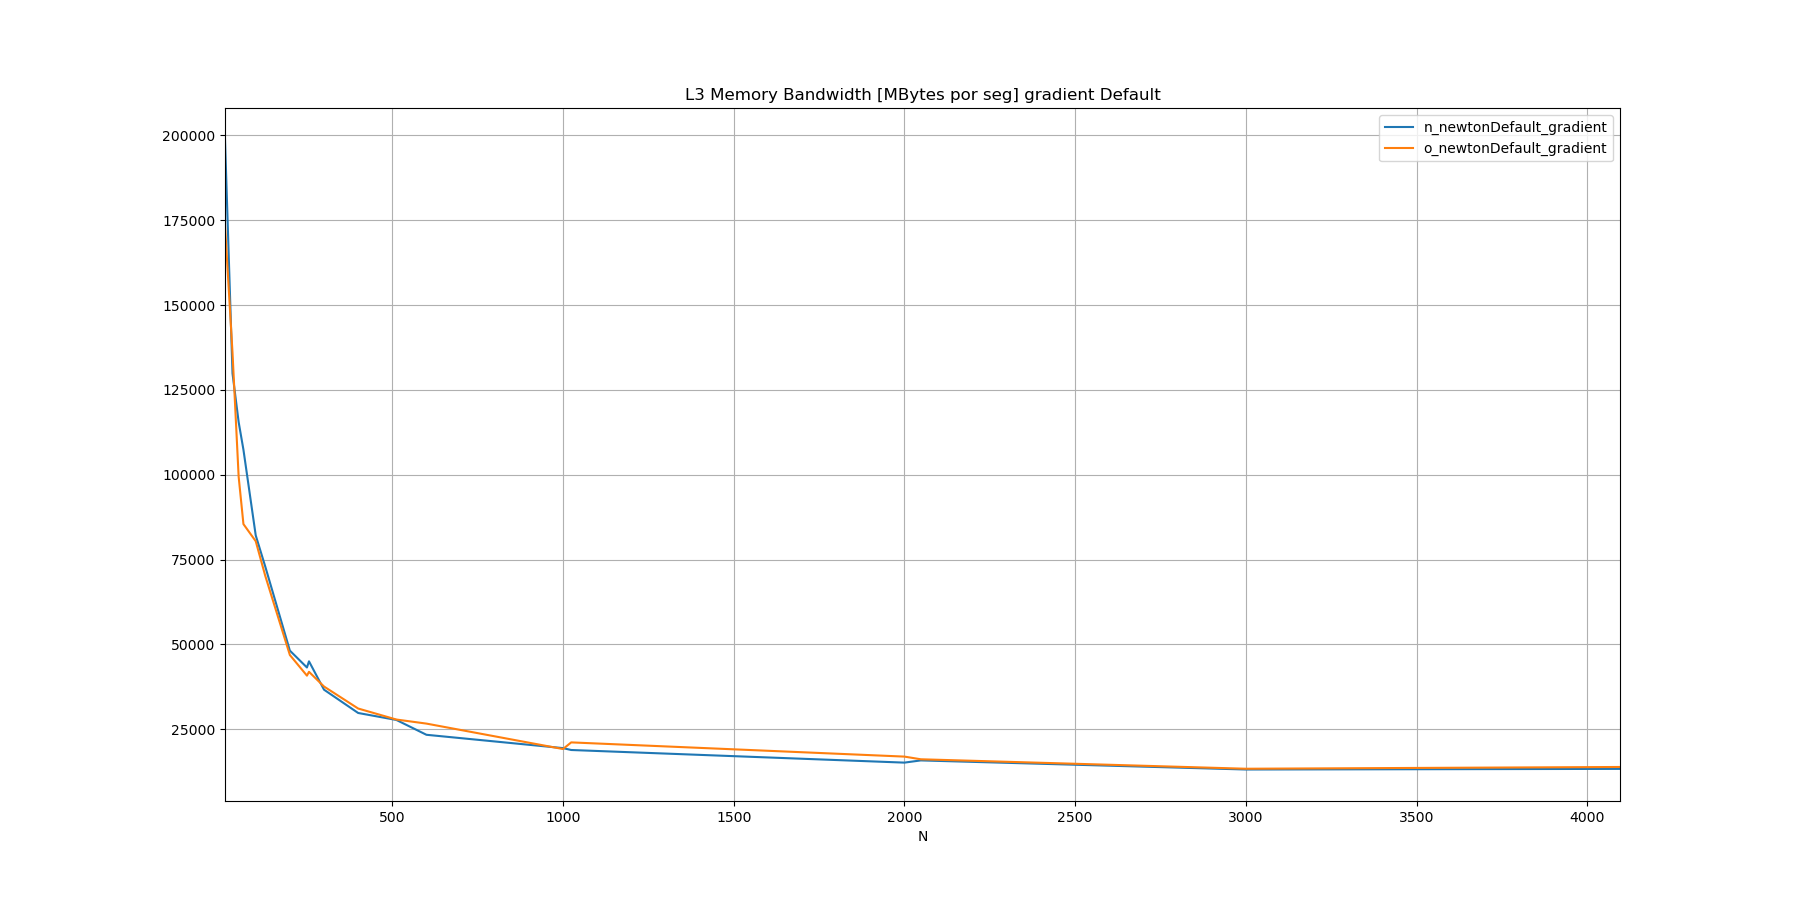 L3 Memory Bandwidth [MBytes por seg] gradient Default
n_newtonDefault_gradient
o_newtonDefault_gradient
200000
175000
150000
125000
100000
75000
50000
25000
500 1000 1500 2000 2500 3000 3500 4000
N